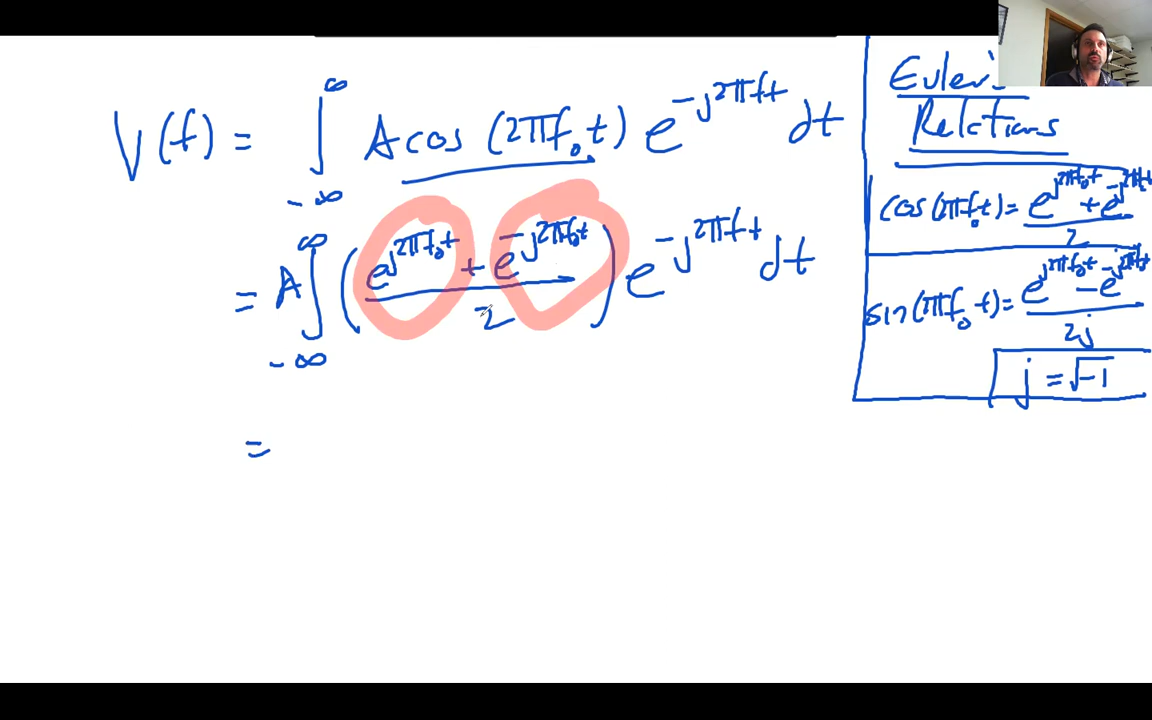 V(f) = ∫_{-∞}^{∞} A cos (2πf₀t) e^{-j2πft} dt
= A ∫_{-∞}^{∞} ( (e^{j2πf₀t} + e^{-j2πf₀t}) / 2 ) e^{-j2πft} dt
=
Euler's
Relations
cos(2πf₀t) = (e^{j2πf₀t} + e^{-j2πf₀t}) / 2
sin(2πf₀t) = (e^{j2πf₀t} - e^{-j2πf₀t}) / 2j
j = √-1